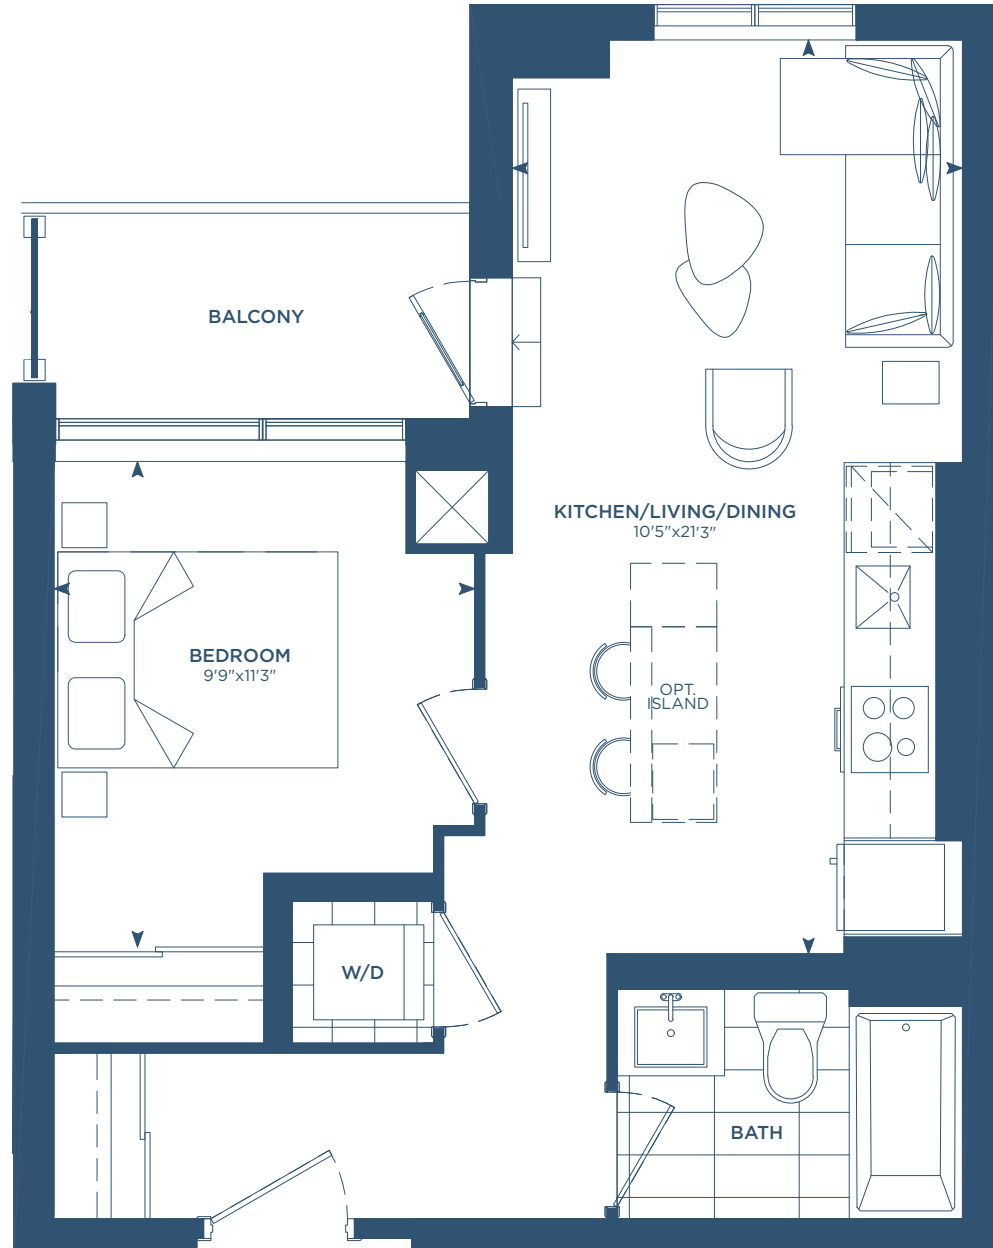 BALCONY
KITCHEN/LIVING/DINING
10'5"x21'3"
BEDROOM
9'9"x11'3"
OPT.
ISLAND
W/D
BATH